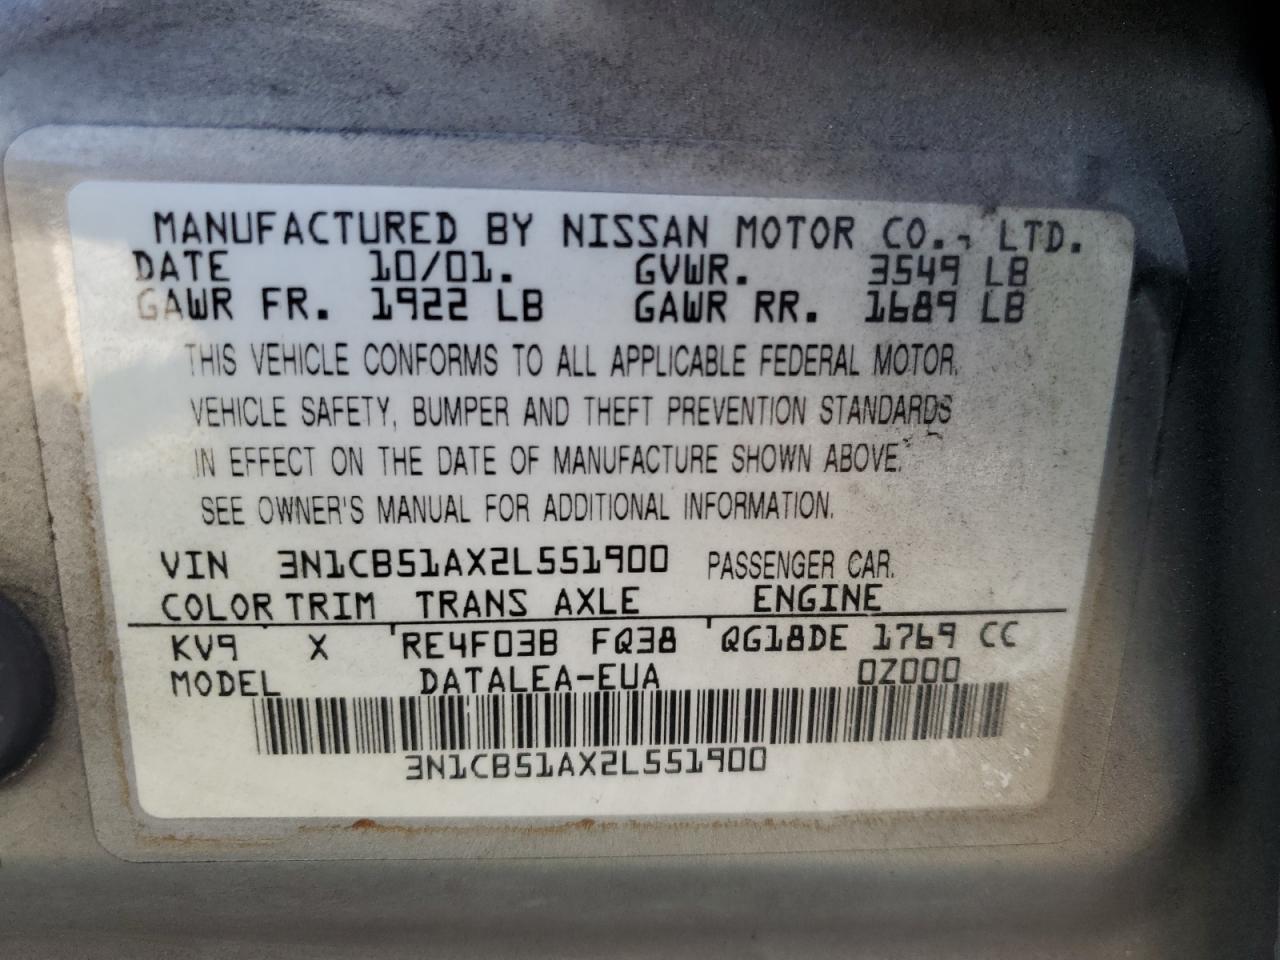 MANUFACTURED BY NISSAN MOTOR CO., LTD.
DATE 10/01. GVWR. 3549 LB
GAWR FR. 1922 LB GAWR RR. 1689 LB
THIS VEHICLE CONFORMS TO ALL APPLICABLE FEDERAL MOTOR
VEHICLE SAFETY, BUMPER AND THEFT PREVENTION STANDARDS
IN EFFECT ON THE DATE OF MANUFACTURE SHOWN ABOVE.
SEE OWNER'S MANUAL FOR ADDITIONAL INFORMATION.
VIN 3N1CB51AX2L551900 PASSENGER CAR.
COLOR TRIM TRANS AXLE ENGINE
KV9 X RE4F03B FQ38 QG18DE 1769 CC
MODEL DATALEA-EUA 0Z000
3N1CB51AX2L551900